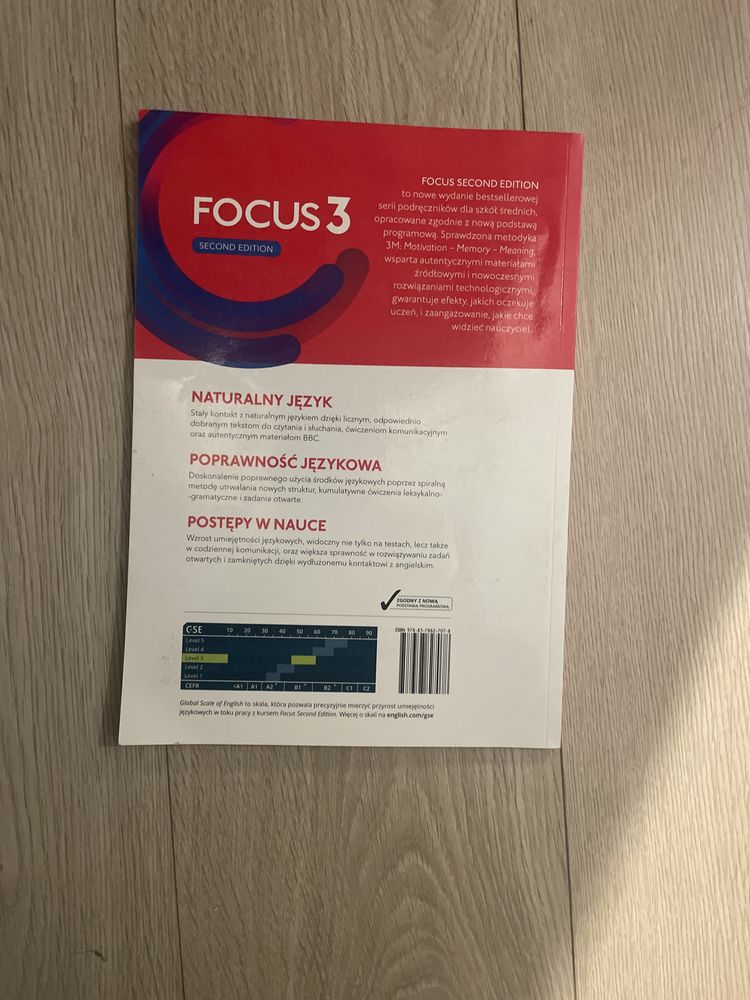 FOCUS 3
SECOND EDITION
FOCUS SECOND EDITION
to nowe wydanie bestsellerowej
serii podręczników dla szkół średnich,
opracowane zgodnie z nową podstawą
programową. Sprawdzona metodyka
3M: Motivation – Memory – Meaning,
wsparta autentycznymi materiałami
źródłowymi i nowoczesnymi
rozwiązaniami technologicznymi,
gwarantuje efekty, jakich oczekuje
uczeń, i zaangażowanie, jakie chce
widzieć nauczyciel.
NATURALNY JĘZYK
Stały kontakt z naturalnym językiem dzięki licznym, odpowiednio
dobranym tekstom do czytania i słuchania, ćwiczeniom komunikacyjnym
oraz autentycznym materiałom BBC.
POPRAWNOŚĆ JĘZYKOWA
Doskonalenie poprawnego użycia środków językowych poprzez spiralną
metodę utrwalania nowych struktur, kumulatywne ćwiczenia leksykalno-
-gramatyczne i zadania otwarte.
POSTĘPY W NAUCE
Wzrost umiejętności językowych, widoczny nie tylko na testach, lecz także
w codziennej komunikacji, oraz większa sprawność w rozwiązywaniu zadań
otwartych i zamkniętych dzięki wydłużonemu kontaktowi z angielskim.
ZGODNY Z NOWĄ
PODSTAWĄ PROGRAMOWĄ
GSE 10 20 30 40 50 60 70 80 90
Level 5
Level 4
Level 3
Level 2
Level 1
CEFR <A1 A1 A2+ B1+ B2+ C1 C2
ISBN 978-83-7882-707-8
Global Scale of English to skala, która pozwala precyzyjnie mierzyć przyrost umiejętności
językowych w toku pracy z kursem Focus Second Edition. Więcej o skali na english.com/gse